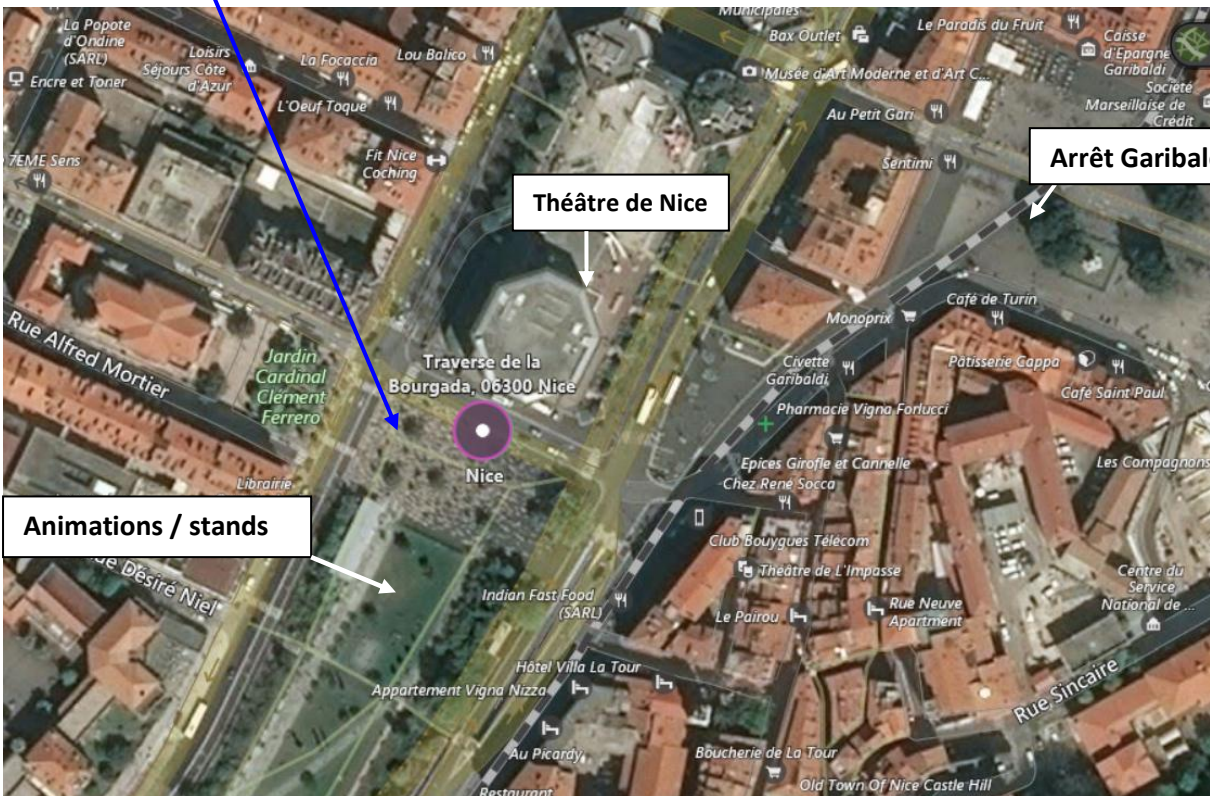 La Popote
d'Ondine
(SARL)
Encre et Toner
Loisirs
Séjours Côte
d'Azur
La Focaccia
Lou Balico
L'Oeuf Toque
Municipales
Bax Outlet
Le Paradis du Fruit
Caisse
d'Epargne
Garibaldi
Musée d'Art Moderne et d'Art C...
Société
Marseillaise de
Crédit
Au Petit Gari
7EME Sens
Fit Nice
Coching
Sentimi
Arrêt Garibal
Théâtre de Nice
Café de Turin
Monoprix
Rue Alfred Mortier
Jardin
Cardinal
Clément
Ferrero
Traverse de la
Bourgada, 06300 Nice
Civette
Garibaldi
Pâtisserie Cappa
Café Saint Paul
Pharmacie Vigna Forlucci
Nice
Epices Girofle et Cannelle
Les Compagnons
Librairie
Chez René Socca
Animations / stands
Club Bouygues Télécom
Théâtre de L'Impasse
Centre du
Service
National de ...
ue Désiré Niel
Indian Fast Food
(SARL)
Le Pairou
Rue Neuve
Apartment
Hôtel Villa La Tour
Appartement Vigna Nizza
Rue Sincaire
Au Picardy
Boucherie de La Tour
Restaurant
Old Town Of Nice Castle Hill